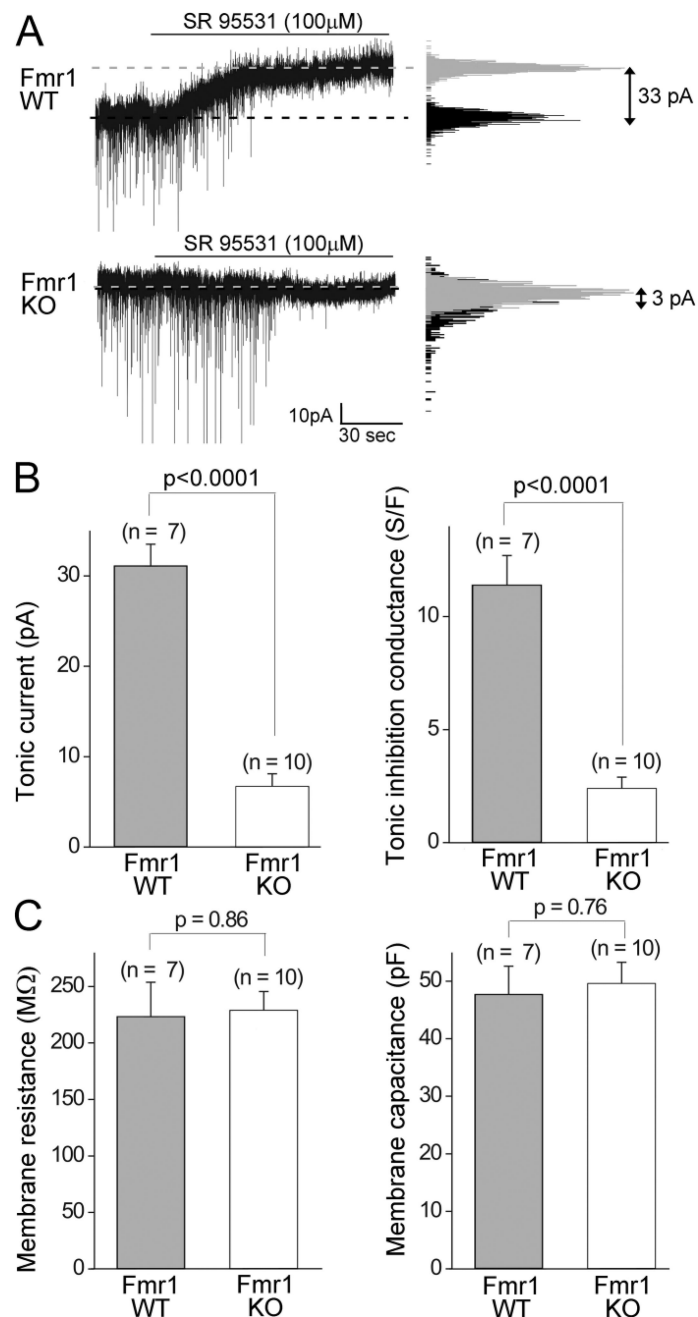 A
SR 95531 (100μM)
Fmr1
WT
33 pA
SR 95531 (100μM)
Fmr1
KO
3 pA
10pA
30 sec
B
p<0.0001
(n = 7)
(n = 10)
Tonic current (pA)
30
20
10
0
Fmr1
WT
Fmr1
KO
p<0.0001
(n = 7)
(n = 10)
Tonic inhibition conductance (S/F)
10
5
0
Fmr1
WT
Fmr1
KO
C
p = 0.86
(n = 7)
(n = 10)
Membrane resistance (MΩ)
250
200
150
100
50
0
Fmr1
WT
Fmr1
KO
p = 0.76
(n = 7)
(n = 10)
Membrane capacitance (pF)
50
40
30
20
10
0
Fmr1
WT
Fmr1
KO